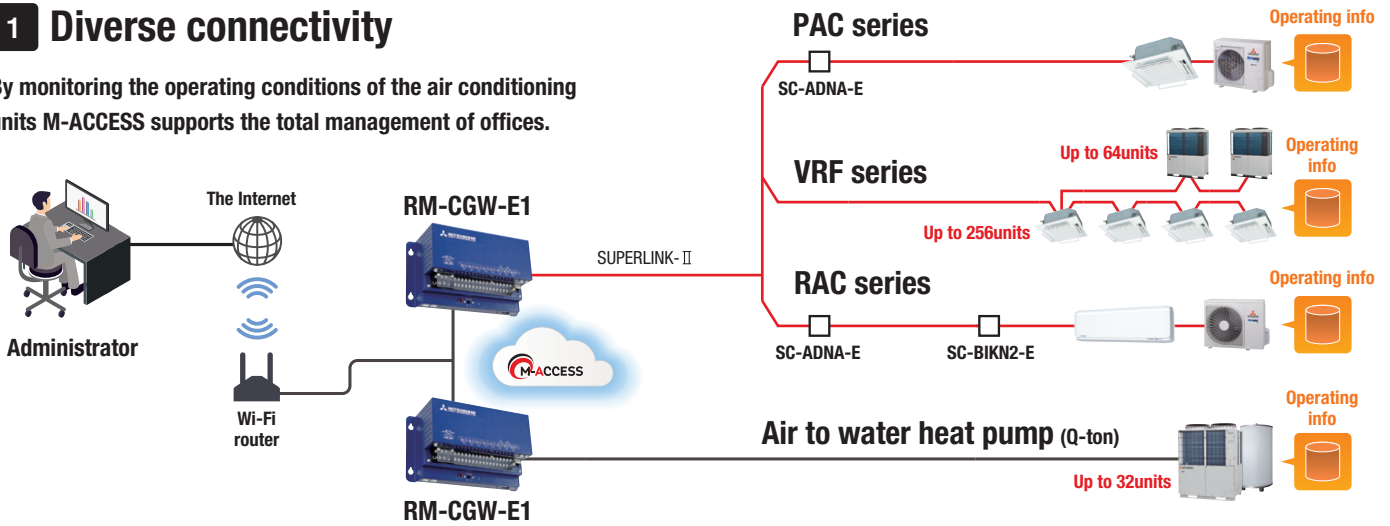 1 Diverse connectivity
By monitoring the operating conditions of the air conditioning
units M-ACCESS supports the total management of offices.
Administrator
The Internet
Wi-Fi
router
RM-CGW-E1
SUPERLINK-Ⅱ
M-ACCESS
RM-CGW-E1
PAC series
SC-ADNA-E
Operating info
VRF series
Up to 64units
Up to 256units
Operating
info
RAC series
SC-ADNA-E
SC-BIKN2-E
Operating info
Air to water heat pump (Q-ton)
Up to 32units
Operating
info